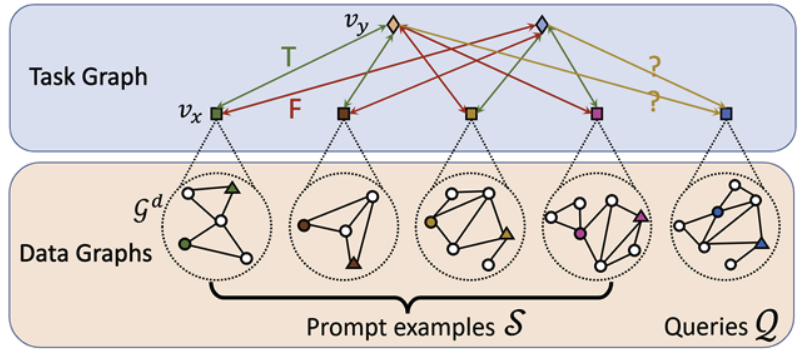 v_y
T
?
Task Graph
?
v_x
F
𝒢^d
Data Graphs
Prompt examples 𝒮
Queries 𝒬